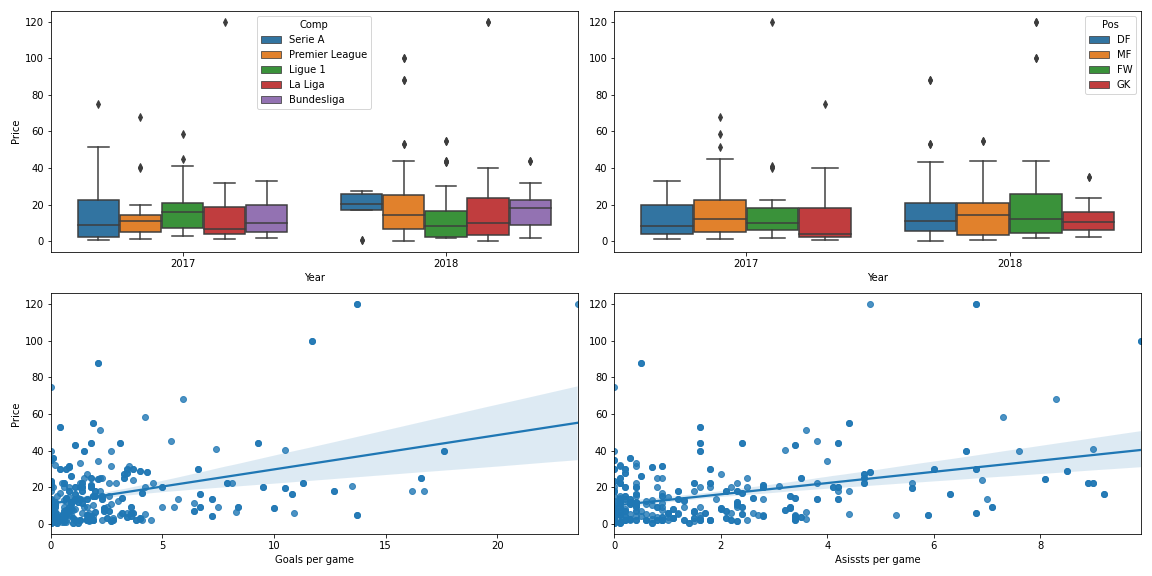 120
100
80
60
40
20
0
Price
2017
2018
Year
Comp
Serie A
Premier League
Ligue 1
La Liga
Bundesliga
120
100
80
60
40
20
0
2017
2018
Year
Pos
DF
MF
FW
GK
120
100
80
60
40
20
0
Price
0
5
10
15
20
Goals per game
120
100
80
60
40
20
0
0
2
4
6
8
Asissts per game